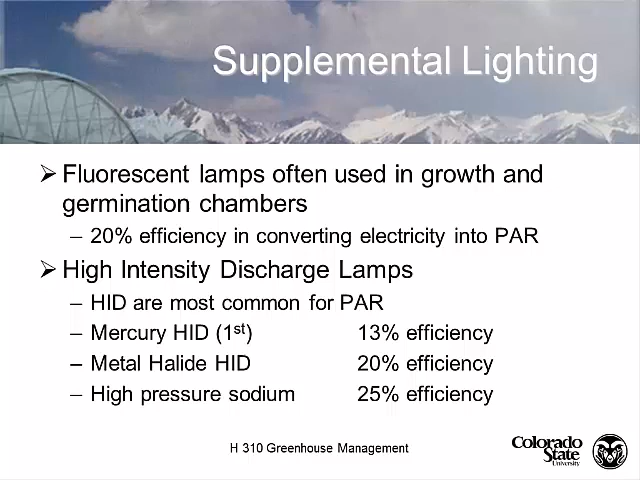 Supplemental Lighting
➢ Fluorescent lamps often used in growth and
germination chambers
– 20% efficiency in converting electricity into PAR
➢ High Intensity Discharge Lamps
– HID are most common for PAR
– Mercury HID (1st) 13% efficiency
– Metal Halide HID 20% efficiency
– High pressure sodium 25% efficiency
H 310 Greenhouse Management
Colorado
State
University